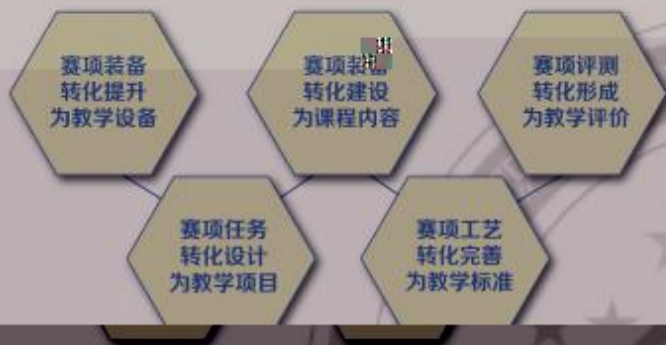 赛项装备
转化提升
为教学设备
赛项装备
转化建设
为课程内容
赛项评测
转化形成
为教学评价
赛项任务
转化设计
为教学项目
赛项工艺
转化完善
为教学标准